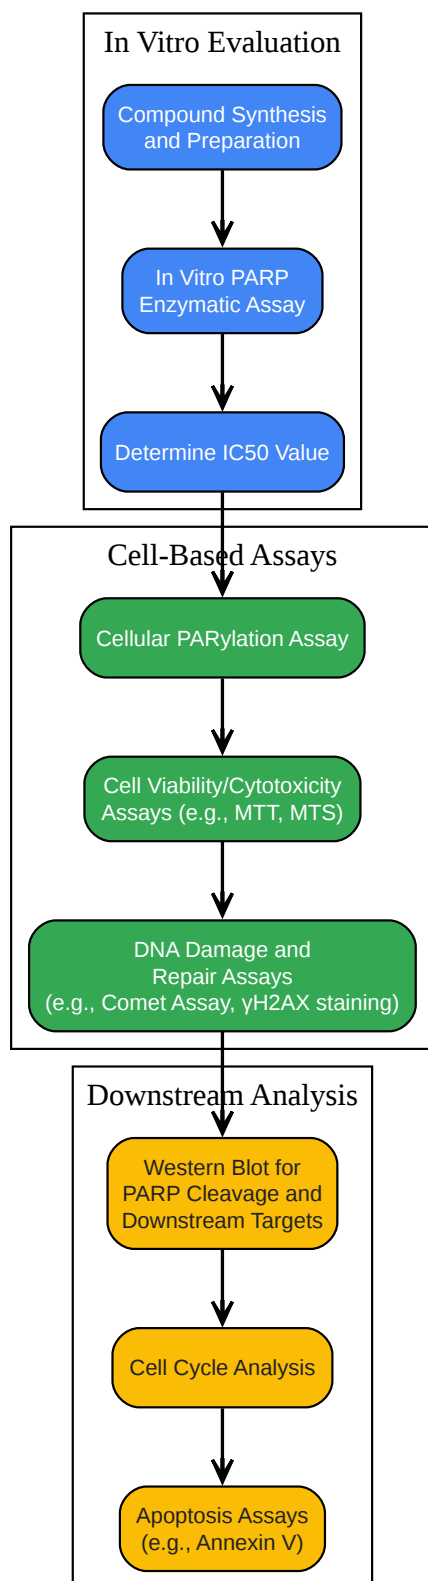 In Vitro Evaluation
Compound Synthesis
and Preparation
In Vitro PARP
Enzymatic Assay
Determine IC50 Value
Cell-Based Assays
Cellular PARylation Assay
Cell Viability/Cytotoxicity
Assays (e.g., MTT, MTS)
DNA Damage and
Repair Assays
(e.g., Comet Assay, γH2AX staining)
Downstream Analysis
Western Blot for
PARP Cleavage and
Downstream Targets
Cell Cycle Analysis
Apoptosis Assays
(e.g., Annexin V)